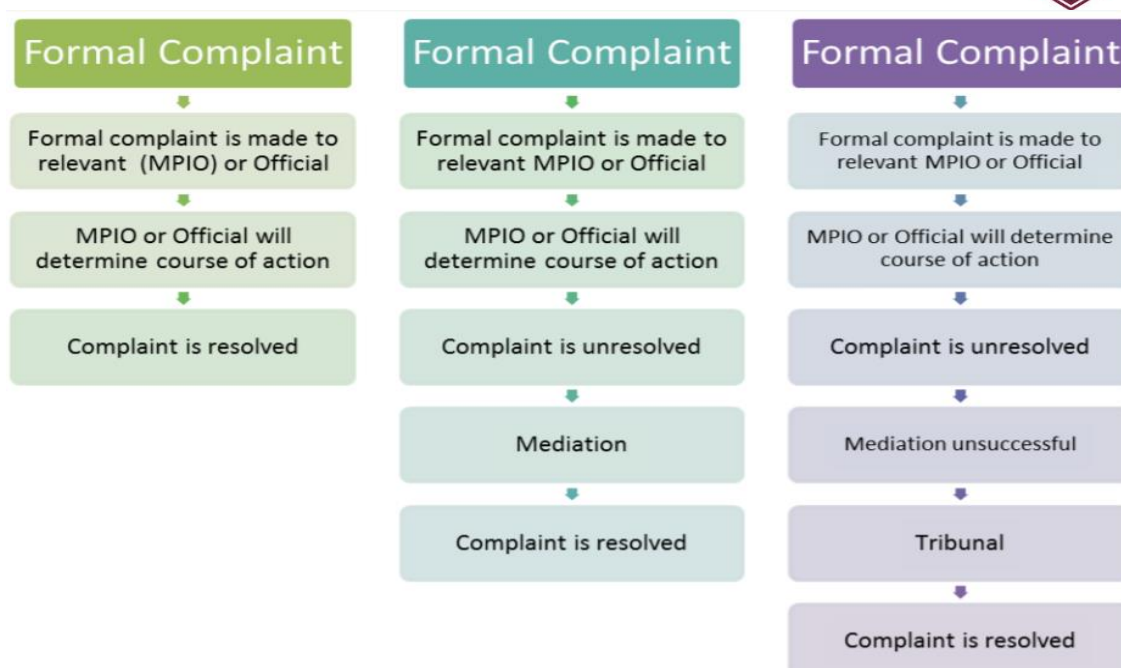 Formal Complaint
Formal complaint is made to
relevant (MPIO) or Official
MPIO or Official will
determine course of action
Complaint is resolved
Formal Complaint
Formal complaint is made to
relevant MPIO or Official
MPIO or Official will
determine course of action
Complaint is unresolved
Mediation
Complaint is resolved
Formal Complaint
Formal complaint is made to
relevant MPIO or Official
MPIO or Official will determine
course of action
Complaint is unresolved
Mediation unsuccessful
Tribunal
Complaint is resolved